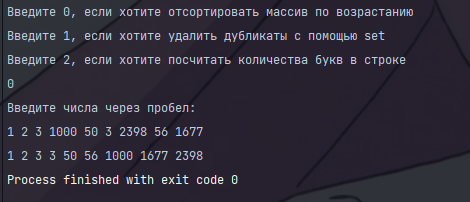 Введите 0, если хотите отсортировать массив по возрастанию
Введите 1, если хотите удалить дубликаты с помощью set
Введите 2, если хотите посчитать количества букв в строке
0
Введите числа через пробел:
1 2 3 1000 50 3 2398 56 1677
1 2 3 3 50 56 1000 1677 2398
Process finished with exit code 0